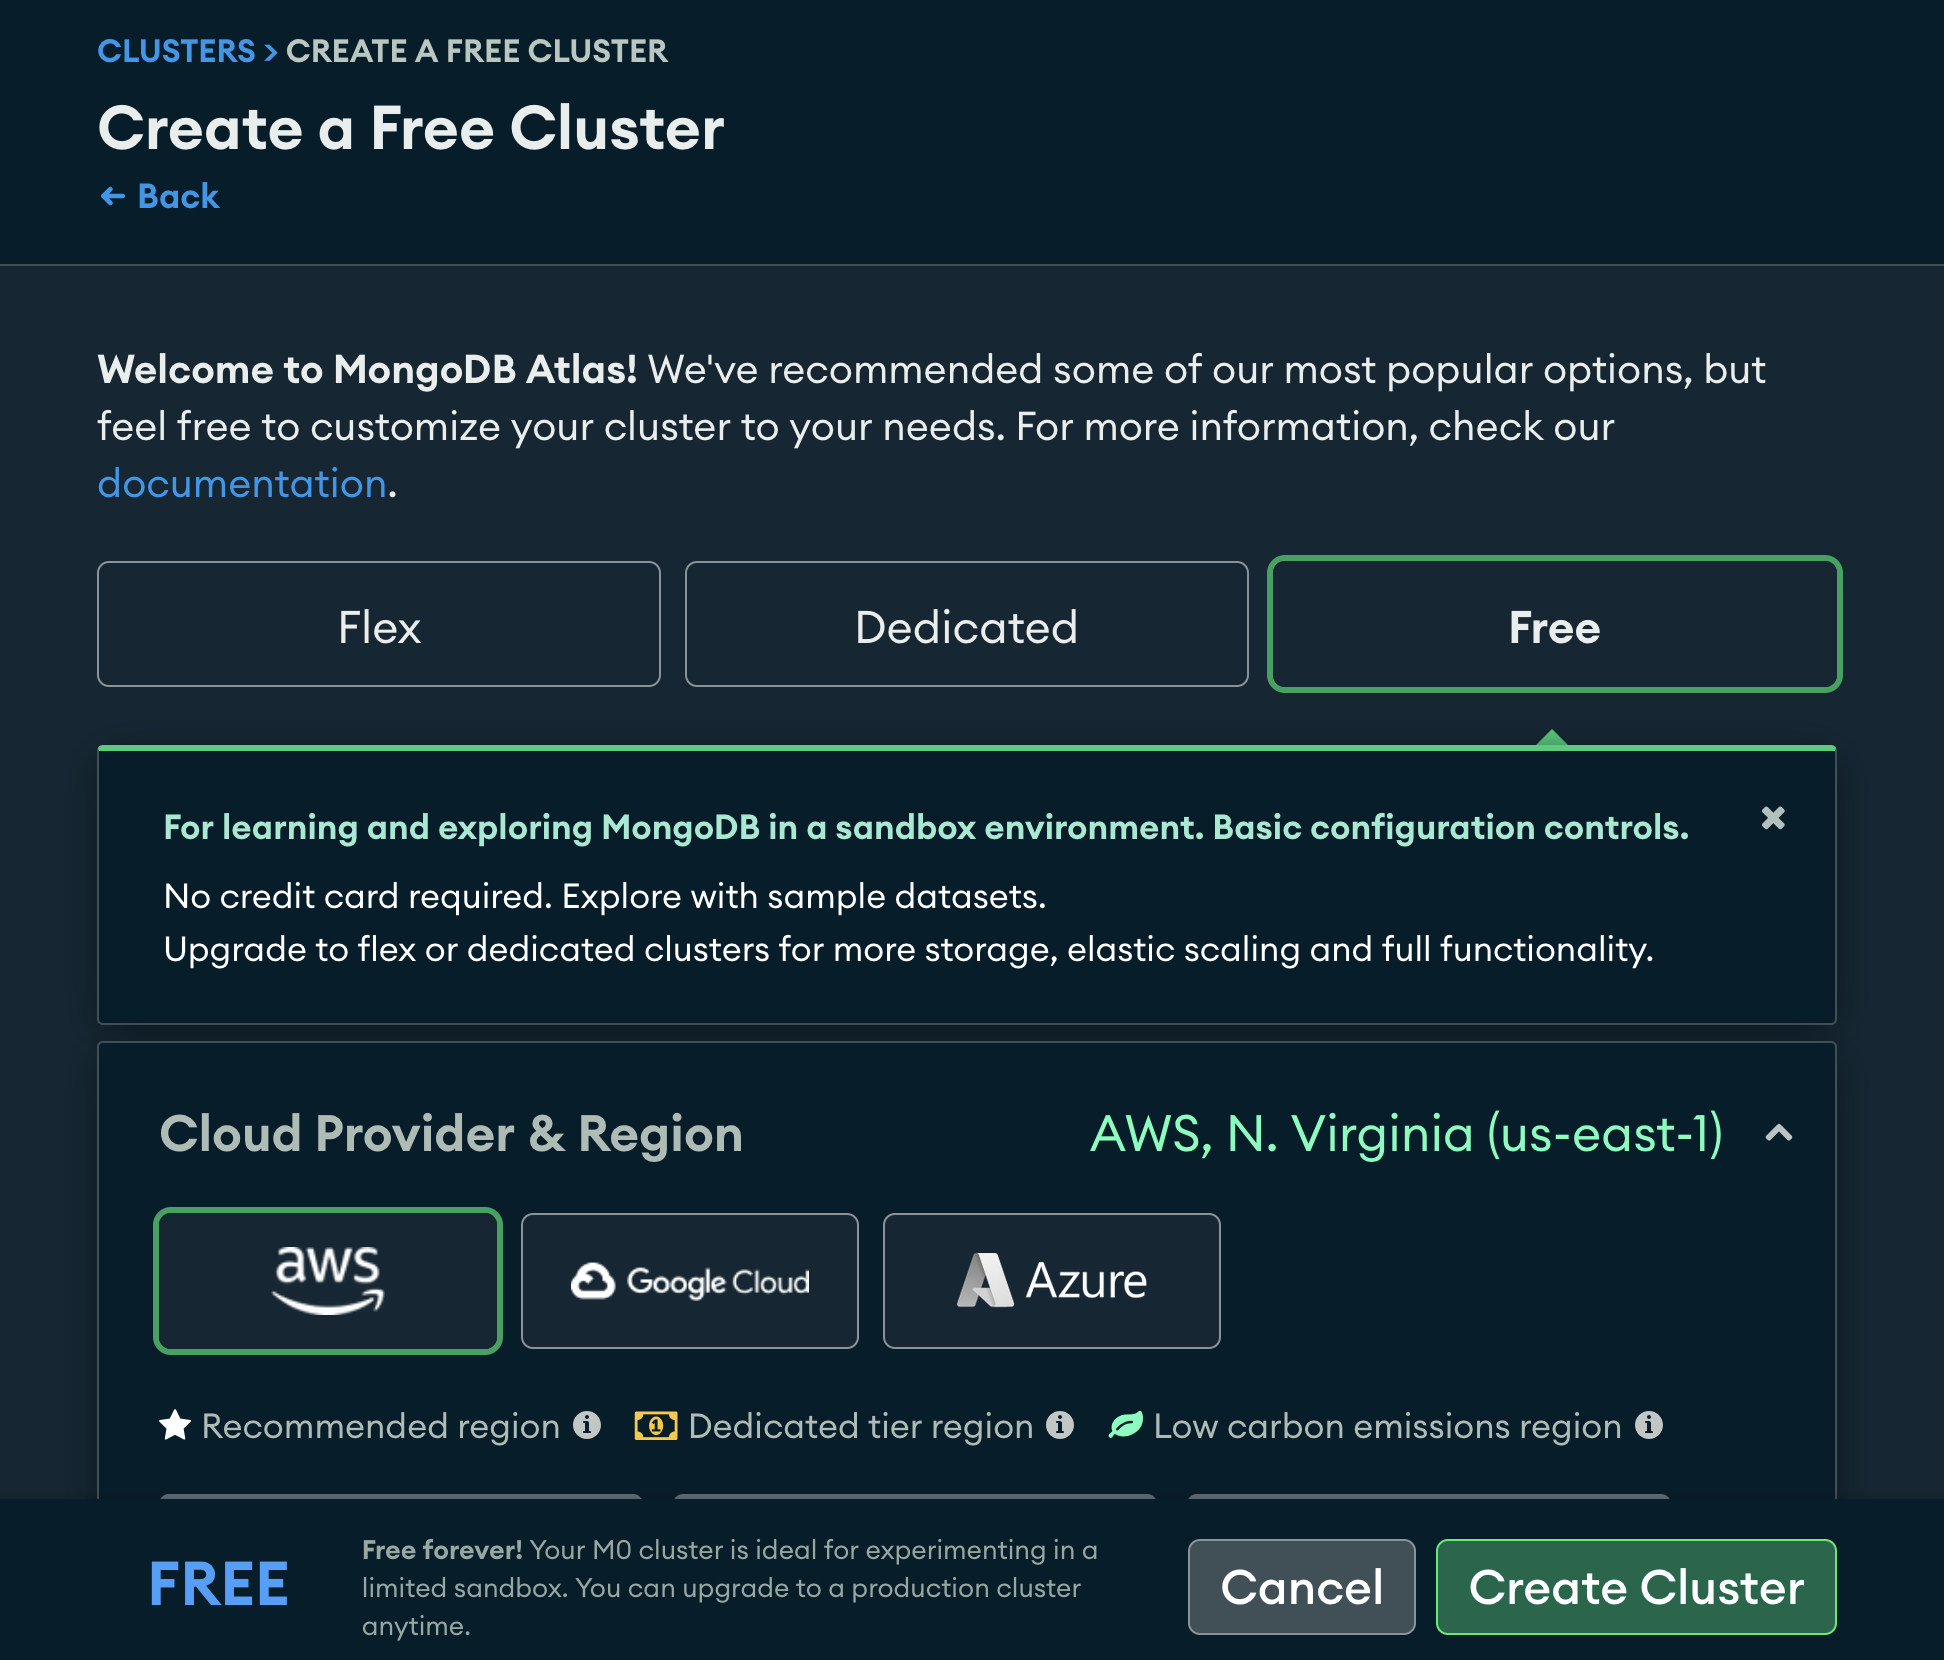 CLUSTERS > CREATE A FREE CLUSTER
Create a Free Cluster
← Back
Welcome to MongoDB Atlas! We've recommended some of our most popular options, but
feel free to customize your cluster to your needs. For more information, check our
documentation.
Flex
Dedicated
Free
For learning and exploring MongoDB in a sandbox environment. Basic configuration controls.
No credit card required. Explore with sample datasets.
Upgrade to flex or dedicated clusters for more storage, elastic scaling and full functionality.
Cloud Provider & Region
AWS, N. Virginia (us-east-1)
aws
Google Cloud
Azure
Recommended region
Dedicated tier region
Low carbon emissions region
FREE
Free forever! Your M0 cluster is ideal for experimenting in a
limited sandbox. You can upgrade to a production cluster
anytime.
Cancel
Create Cluster